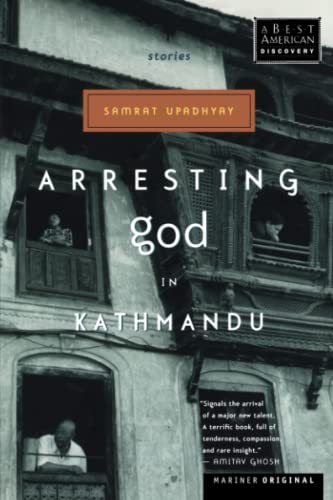 A BEST
AMERICAN
DISCOVERY
stories
SAMRAT UPADHYAY
ARRESTING
god
IN
KATHMANDU
"Signals the arrival
of a major new talent.
A terrific book, full of
tenderness, compassion,
and rare insight."
— AMITAV GHOSH
MARINER ORIGINAL